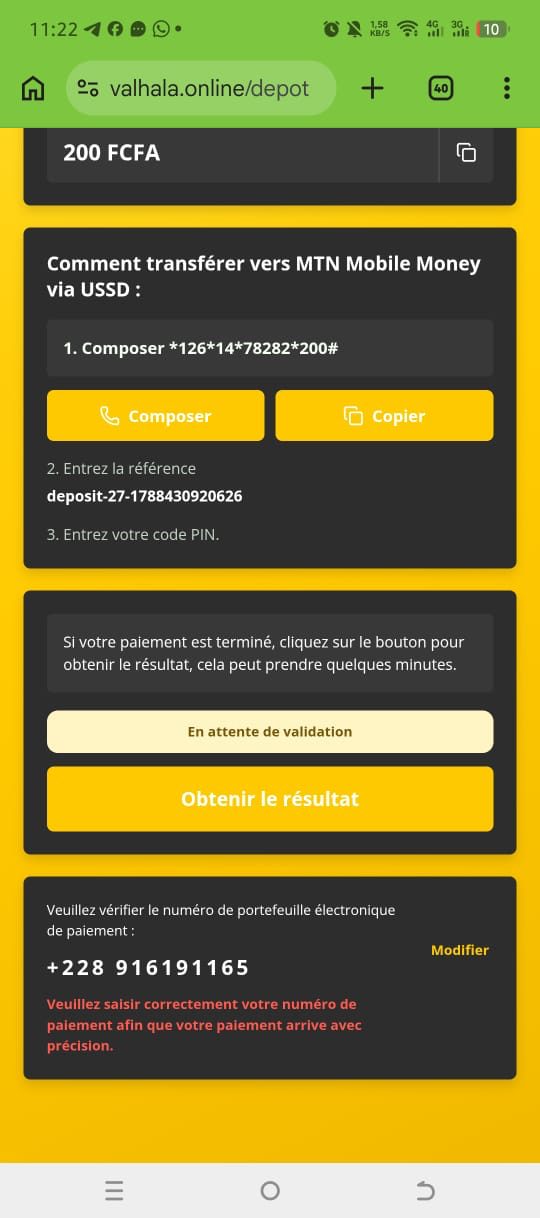 11:22
1,58
KB/S
4G
3G
10
valhala.online/depot
40
200 FCFA
Comment transférer vers MTN Mobile Money
via USSD :
1. Composer *126*14*78282*200#
Composer
Copier
2. Entrez la référence
deposit-27-1788430920626
3. Entrez votre code PIN.
Si votre paiement est terminé, cliquez sur le bouton pour
obtenir le résultat, cela peut prendre quelques minutes.
En attente de validation
Obtenir le résultat
Veuillez vérifier le numéro de portefeuille électronique
de paiement :
Modifier
+228 916191165
Veuillez saisir correctement votre numéro de
paiement afin que votre paiement arrive avec
précision.